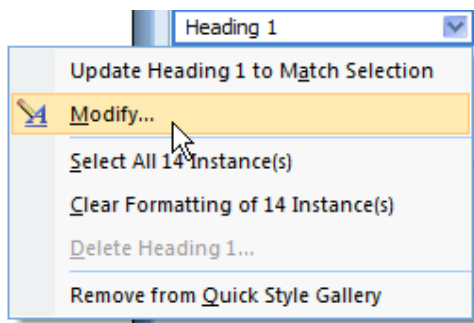 Heading 1
Update Heading 1 to Match Selection
Modify...
Select All 14 Instance(s)
Clear Formatting of 14 Instance(s)
Delete Heading 1...
Remove from Quick Style Gallery